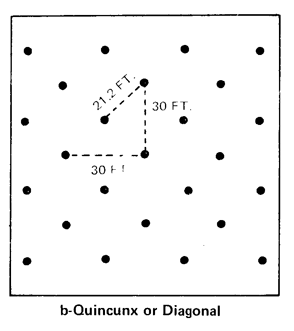 21.2 FT.
30 FT.
30 FT
b-Quincunx or Diagonal